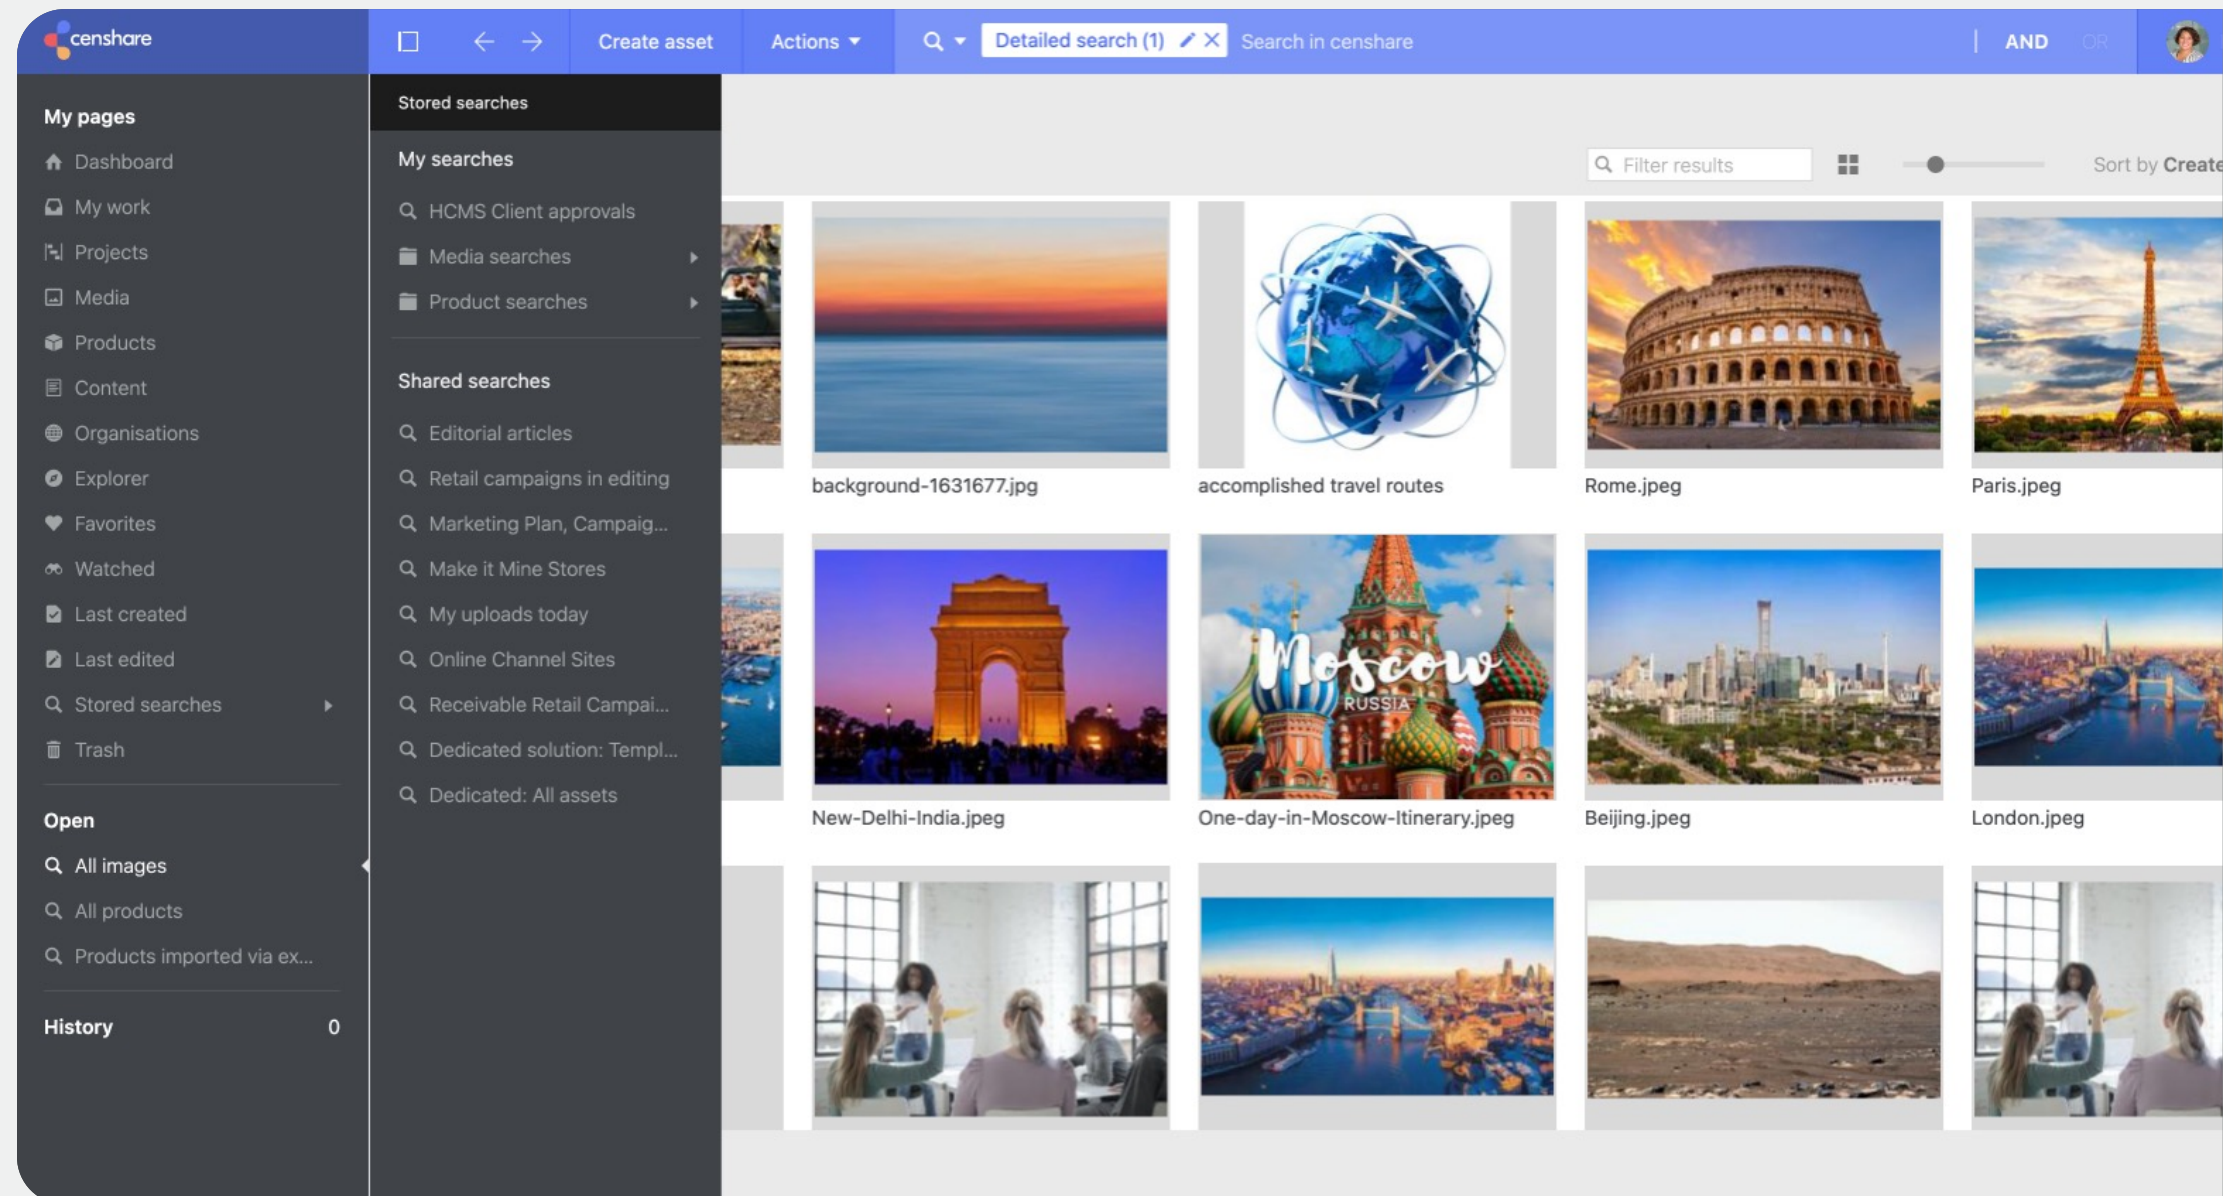 censhare
Create asset
Actions
Detailed search (1)
Search in censhare
AND
OR
My pages
Dashboard
My work
Projects
Media
Products
Content
Organisations
Explorer
Favorites
Watched
Last created
Last edited
Stored searches
Trash
Open
All images
All products
Products imported via ex...
History 0
Stored searches
My searches
HCMS Client approvals
Media searches
Product searches
Shared searches
Editorial articles
Retail campaigns in editing
Marketing Plan, Campaig...
Make it Mine Stores
My uploads today
Online Channel Sites
Receivable Retail Campai...
Dedicated solution: Templ...
Dedicated: All assets
Filter results
Sort by Create
background-1631677.jpg
accomplished travel routes
Rome.jpeg
Paris.jpeg
Moscow
RUSSIA
New-Delhi-India.jpeg
One-day-in-Moscow-Itinerary.jpeg
Beijing.jpeg
London.jpeg